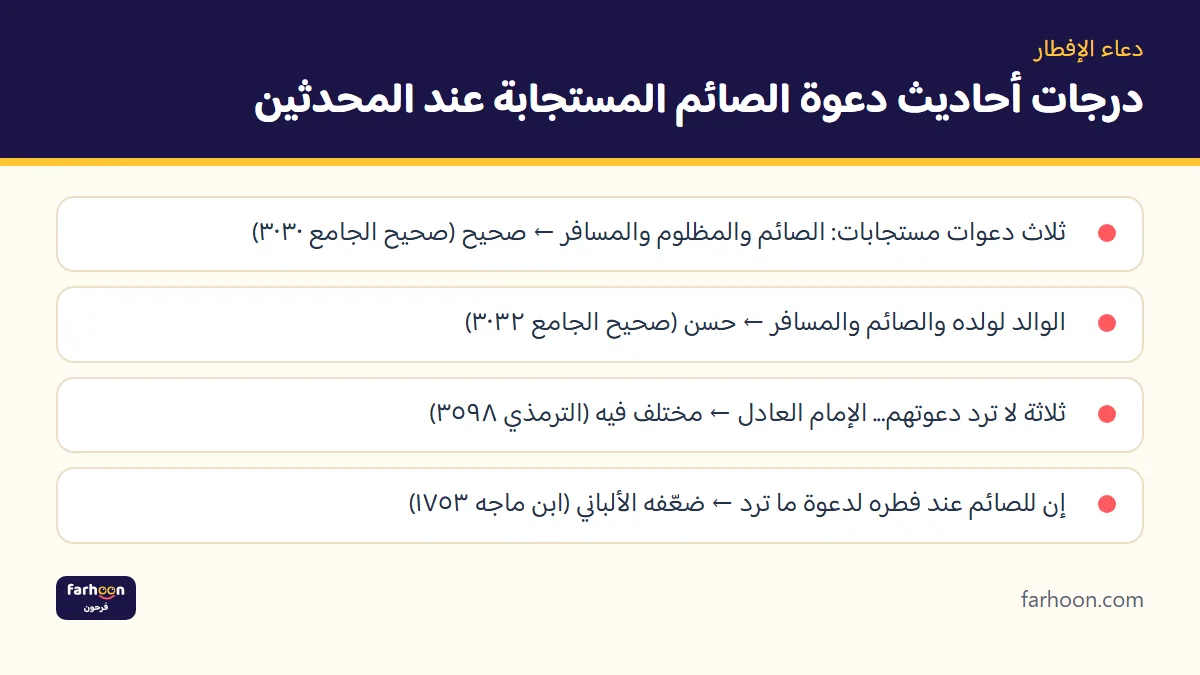 دعاء الإفطار
درجات أحاديث دعوة الصائم المستجابة عند المحدثين
ثلاث دعوات مستجابات: الصائم والمظلوم والمسافر ← صحيح (صحيح الجامع ٣٠٣٠)
الوالد لولده والصائم والمسافر ← حسن (صحيح الجامع ٣٠٣٢)
ثلاثة لا ترد دعوتهم... الإمام العادل ← مختلف فيه (الترمذي ٣٥٩٨)
إن للصائم عند فطره لدعوة ما ترد ← ضعّفه الألباني (ابن ماجه ١٧٥٣)
farhoon.com
farhoon
فرحون